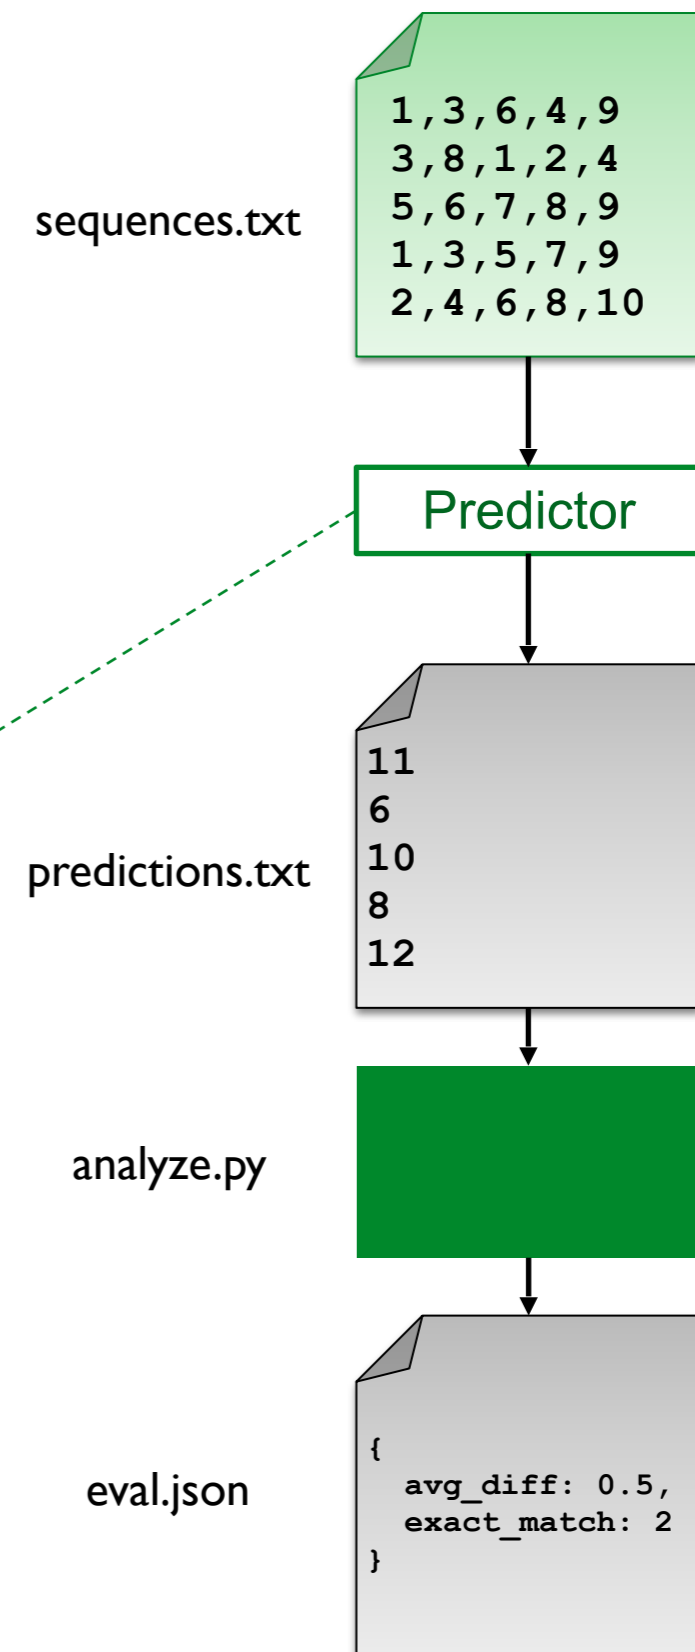 sequences.txt
1,3,6,4,9
3,8,1,2,4
5,6,7,8,9
1,3,5,7,9
2,4,6,8,10
Predictor
predictions.txt
11
6
10
8
12
analyze.py
eval.json
{
  avg_diff: 0.5,
  exact_match: 2
}